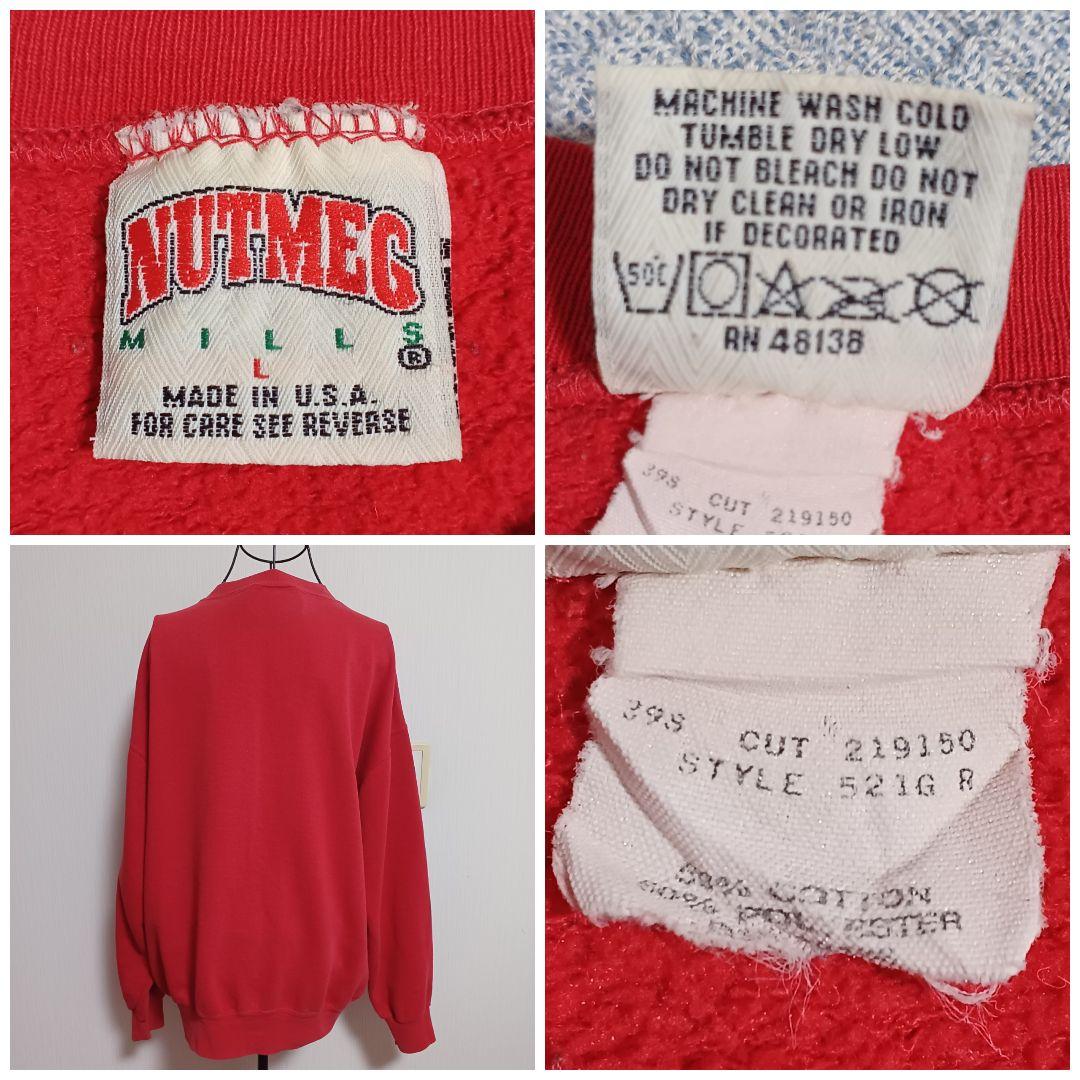 NUTMEG
MILLS
®
L
MADE IN U.S.A.
FOR CARE SEE REVERSE
MACHINE WASH COLD
TUMBLE DRY LOW
DO NOT BLEACH DO NOT
DRY CLEAN OR IRON
IF DECORATED
50C
RN 48138
39S CUT 219150
STYLE
39S CUT 219150
STYLE 521G R
COTTON
POLYESTER